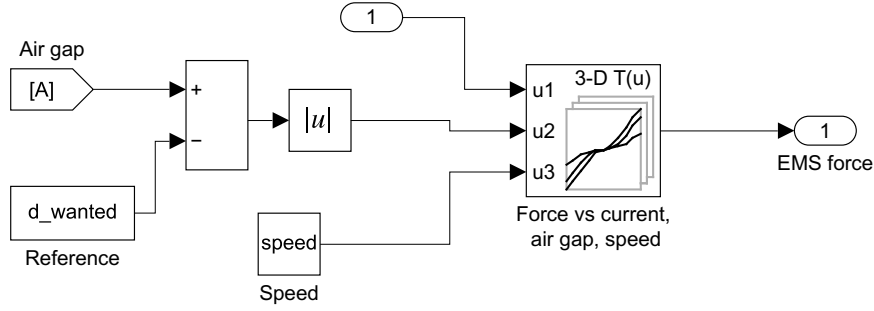 1
Air gap
[A]
+
−
|u|
d_wanted
Reference
speed
Speed
3-D T(u)
u1
u2
u3
Force vs current,
air gap, speed
1
EMS force